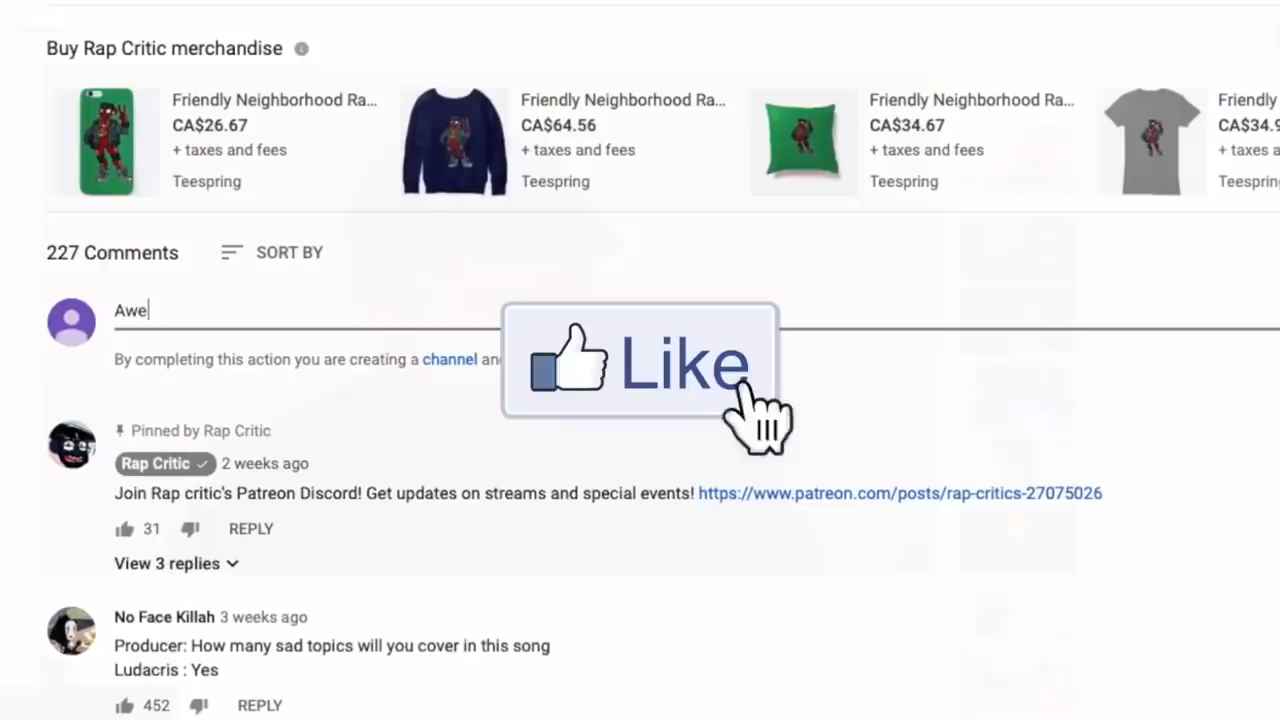 Buy Rap Critic merchandise
Friendly Neighborhood Ra...
CA$26.67
+ taxes and fees
Teespring
Friendly Neighborhood Ra...
CA$64.56
+ taxes and fees
Teespring
Friendly Neighborhood Ra...
CA$34.67
+ taxes and fees
Teespring
Friendly
CA$34.9
+ taxes a
Teespring
227 Comments
SORT BY
Awe
By completing this action you are creating a channel an
Like
Pinned by Rap Critic
Rap Critic 2 weeks ago
Join Rap critic's Patreon Discord! Get updates on streams and special events! https://www.patreon.com/posts/rap-critics-27075026
31 REPLY
View 3 replies
No Face Killah 3 weeks ago
Producer: How many sad topics will you cover in this song
Ludacris : Yes
452 REPLY